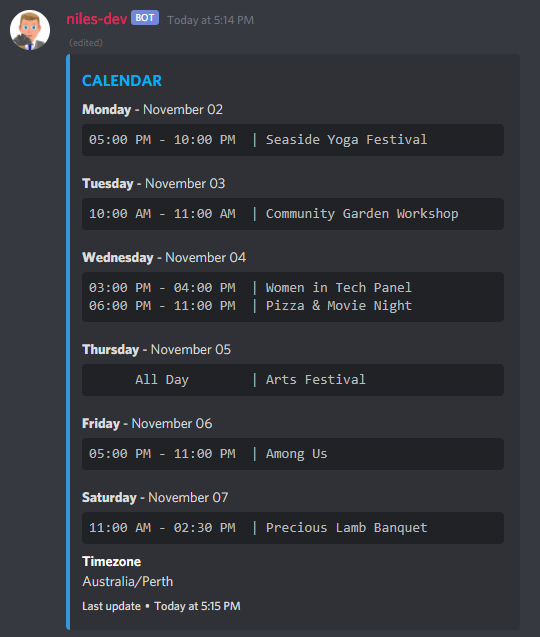 niles-dev BOT Today at 5:14 PM
(edited)
CALENDAR
Monday - November 02
05:00 PM - 10:00 PM | Seaside Yoga Festival
Tuesday - November 03
10:00 AM - 11:00 AM | Community Garden Workshop
Wednesday - November 04
03:00 PM - 04:00 PM | Women in Tech Panel
06:00 PM - 11:00 PM | Pizza & Movie Night
Thursday - November 05
All Day | Arts Festival
Friday - November 06
05:00 PM - 11:00 PM | Among Us
Saturday - November 07
11:00 AM - 02:30 PM | Precious Lamb Banquet
Timezone
Australia/Perth
Last update • Today at 5:15 PM